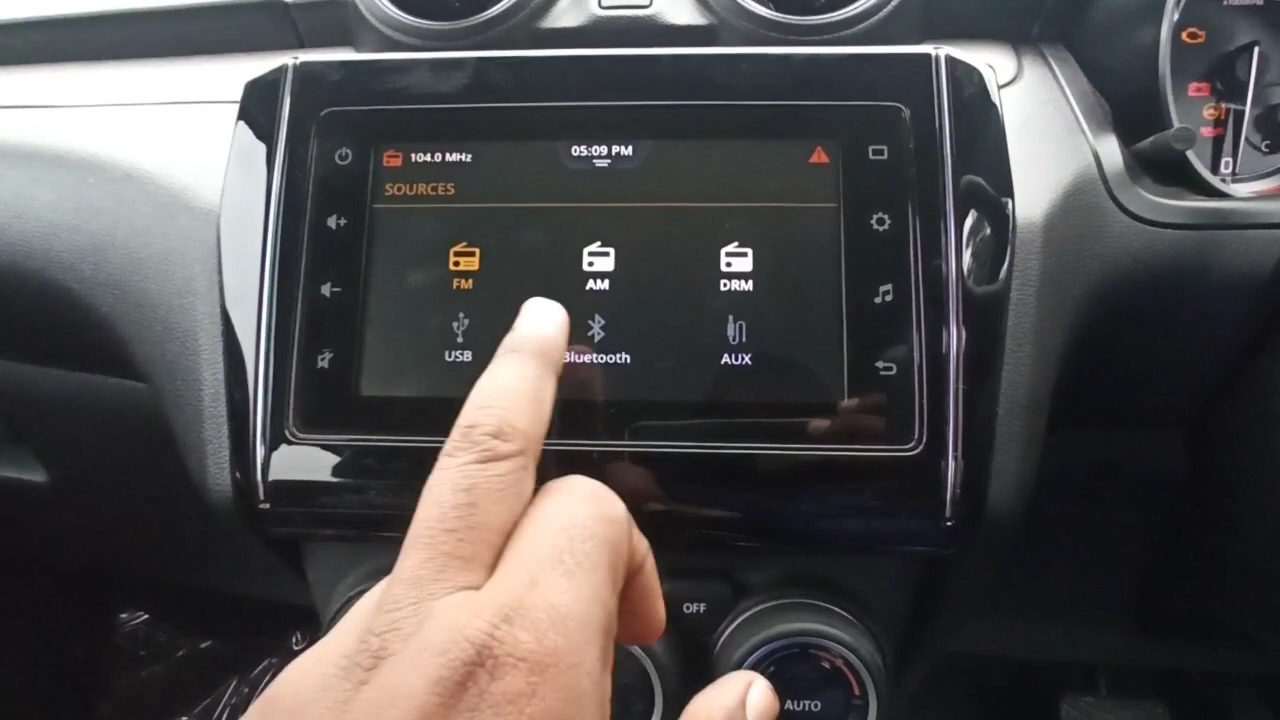 104.0 MHz
05:09 PM
SOURCES
FM
AM
DRM
USB
Bluetooth
AUX
C
OFF
AUTO